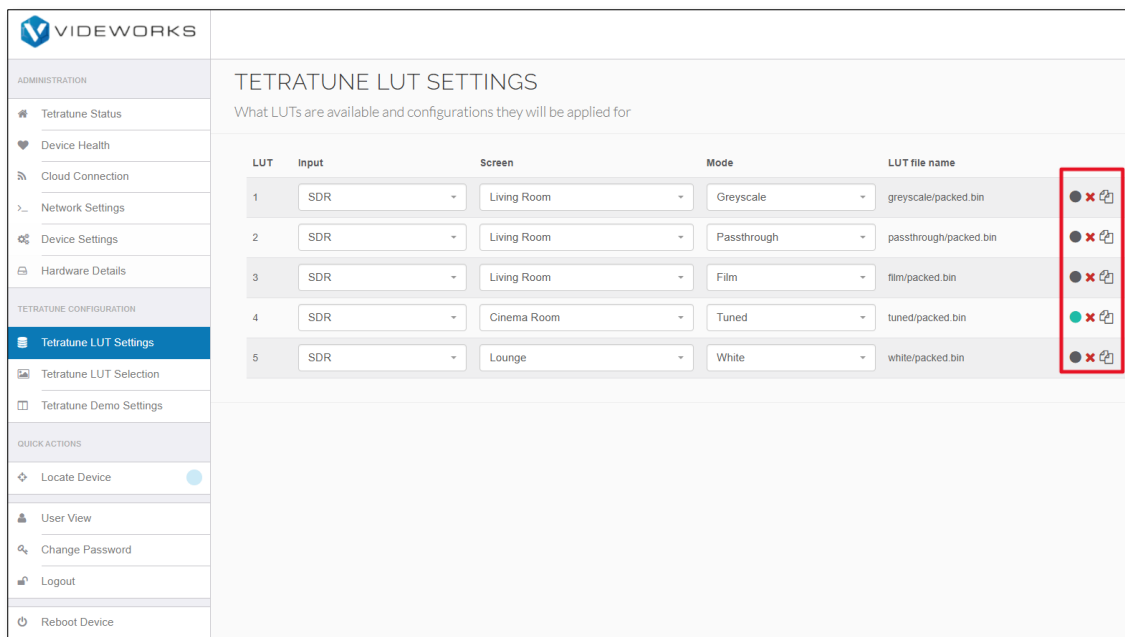 VIDEWORKS
ADMINISTRATION
Tetratune Status
Device Health
Cloud Connection
Network Settings
Device Settings
Hardware Details
TETRATUNE CONFIGURATION
Tetratune LUT Settings
Tetratune LUT Selection
Tetratune Demo Settings
QUICK ACTIONS
Locate Device
User View
Change Password
Logout
Reboot Device
TETRATUNE LUT SETTINGS
What LUTs are available and configurations they will be applied for
LUT Input Screen Mode LUT file name
1 SDR Living Room Greyscale greyscale/packed.bin
2 SDR Living Room Passthrough passthrough/packed.bin
3 SDR Living Room Film film/packed.bin
4 SDR Cinema Room Tuned tuned/packed.bin
5 SDR Lounge White white/packed.bin